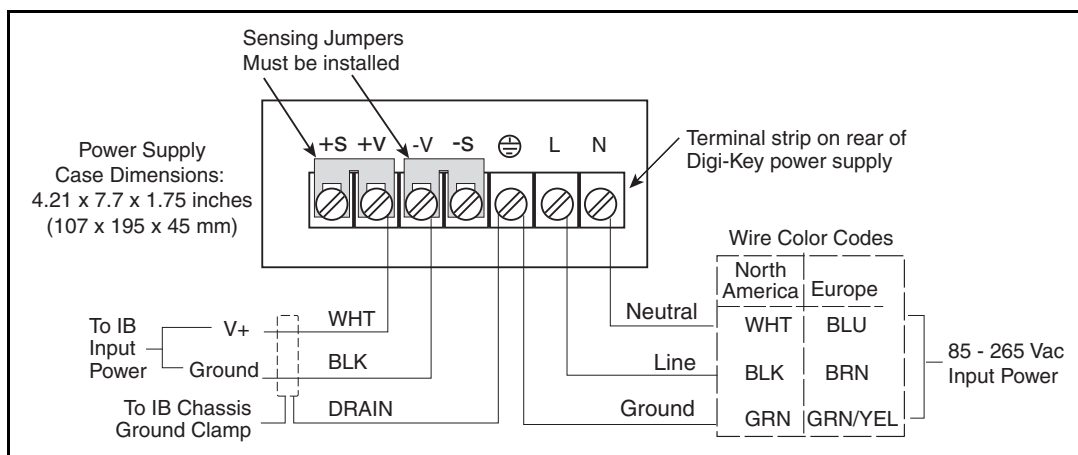 Sensing Jumpers
Must be installed
+S +V -V -S L N
Terminal strip on rear of
Digi-Key power supply
Power Supply
Case Dimensions:
4.21 x 7.7 x 1.75 inches
(107 x 195 x 45 mm)
Wire Color Codes
North
America
Europe
To IB
Input
Power
V+
WHT
Ground
BLK
To IB Chassis
Ground Clamp
DRAIN
Neutral
WHT BLU
Line
BLK BRN
Ground
GRN GRN/YEL
85 - 265 Vac
Input Power